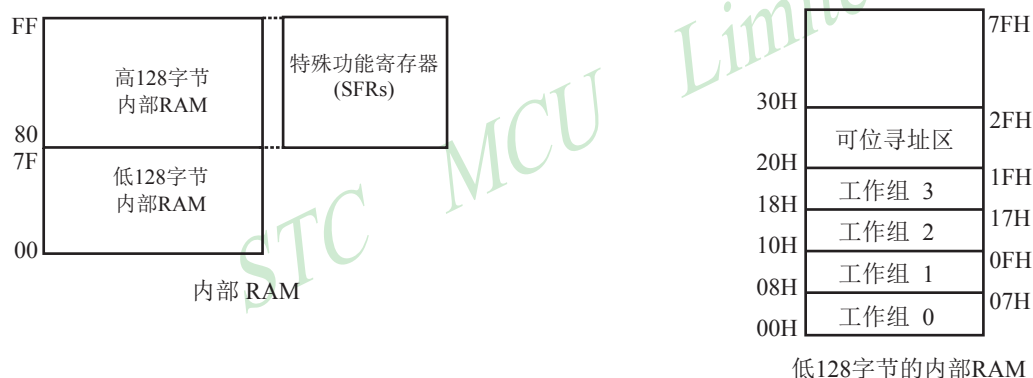 FF
高128字节
内部RAM
80
7F
低128字节
内部RAM
00
内部 RAM
特殊功能寄存器
(SFRs)
STC MCU Limite
7FH
30H
可位寻址区
2FH
20H
工作组 3
1FH
18H
工作组 2
17H
10H
工作组 1
0FH
08H
工作组 0
07H
00H
低128字节的内部RAM